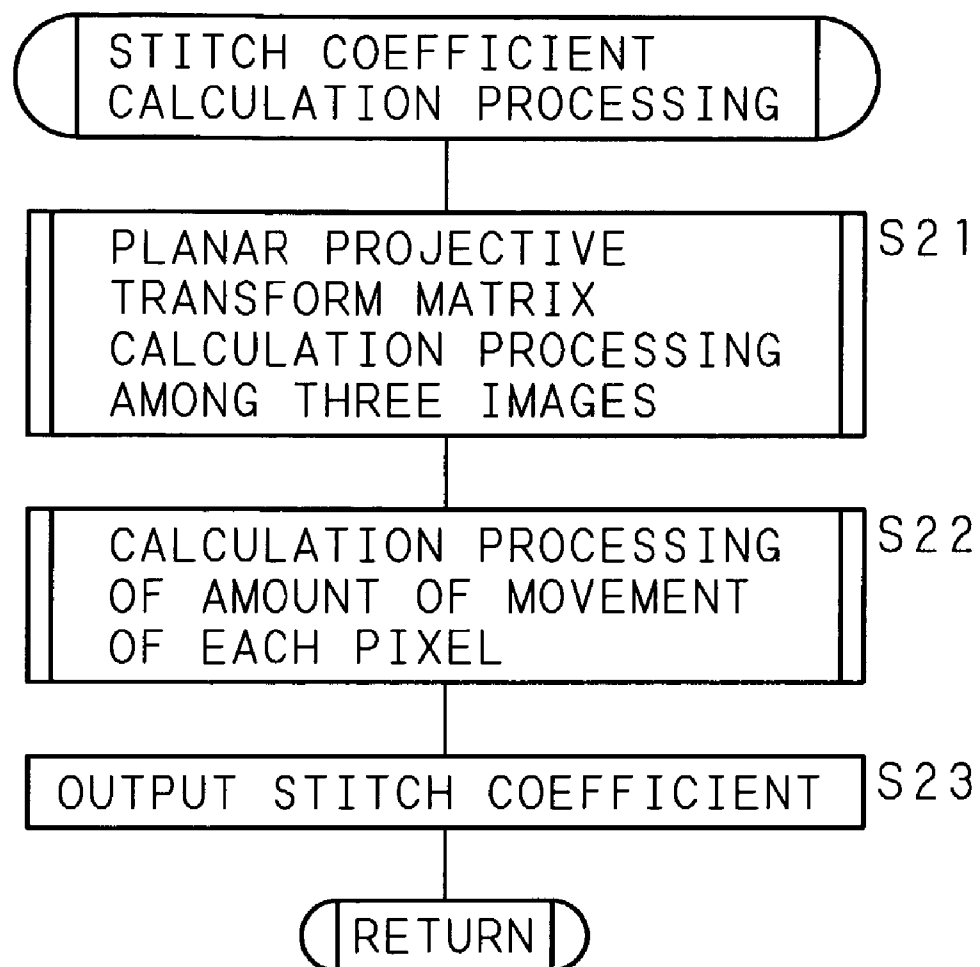 STITCH COEFFICIENT
CALCULATION PROCESSING
PLANAR PROJECTIVE
TRANSFORM MATRIX
CALCULATION PROCESSING
AMONG THREE IMAGES
S21
CALCULATION PROCESSING
OF AMOUNT OF MOVEMENT
OF EACH PIXEL
S22
OUTPUT STITCH COEFFICIENT
S23
RETURN